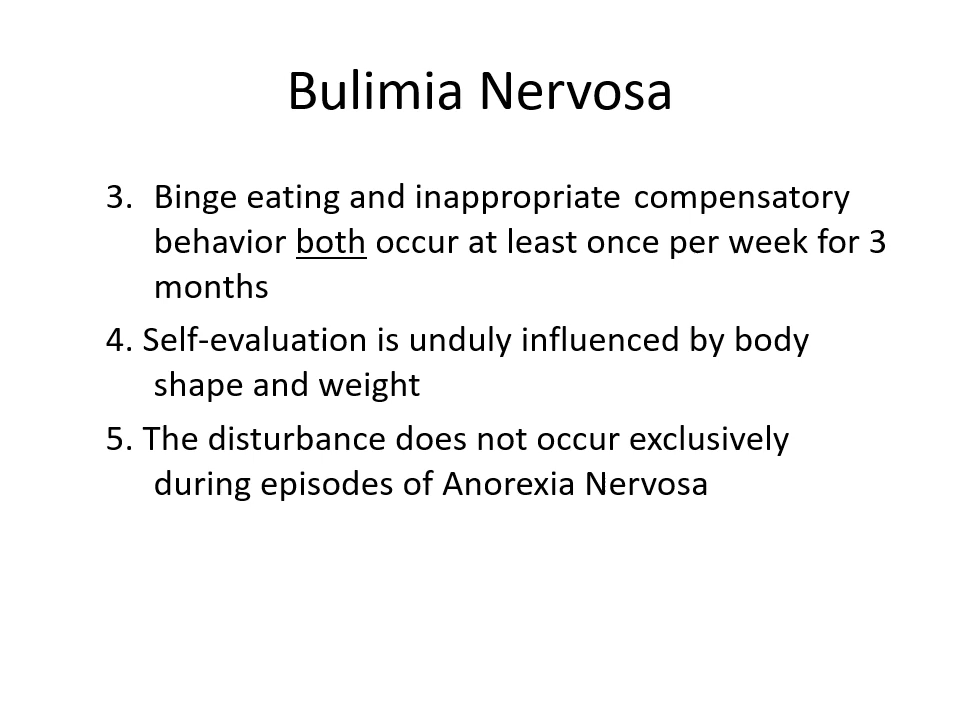 Bulimia Nervosa
3. Binge eating and inappropriate compensatory
behavior both occur at least once per week for 3
months
4. Self-evaluation is unduly influenced by body
shape and weight
5. The disturbance does not occur exclusively
during episodes of Anorexia Nervosa